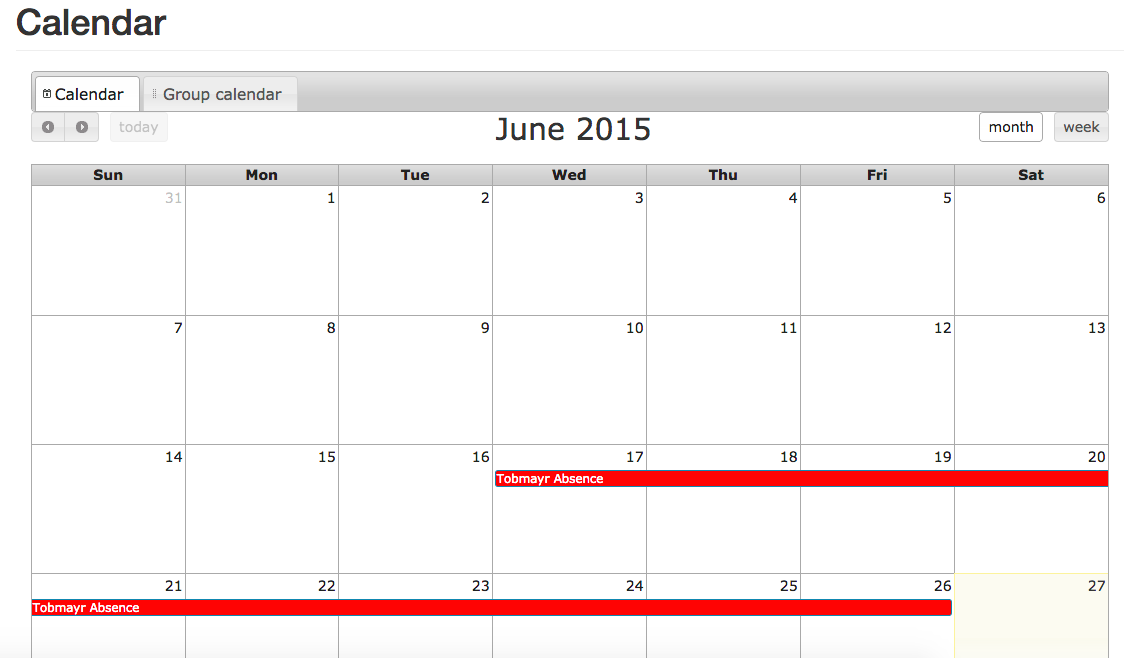 Calendar
Calendar Group calendar
today June 2015 month week
Sun Mon Tue Wed Thu Fri Sat
31 1 2 3 4 5 6
7 8 9 10 11 12 13
14 15 16 17 18 19 20
Tobmayr Absence
21 22 23 24 25 26 27
Tobmayr Absence